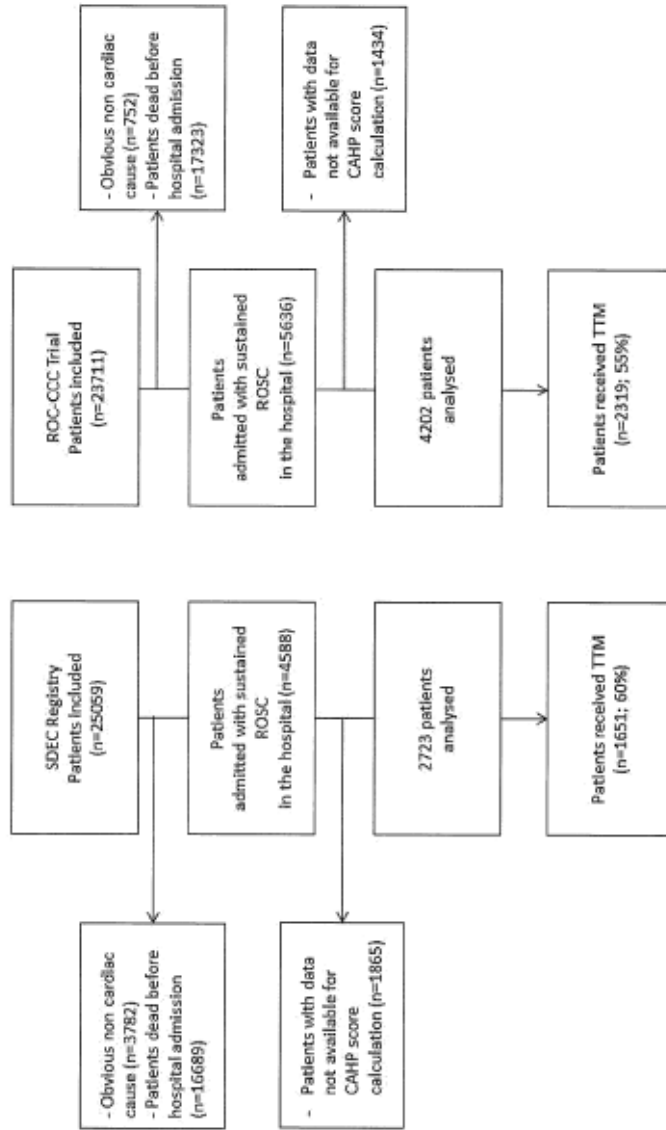 SDEC Registry
Patients Included
(n=25059)
- Obvious non cardiac
cause (n=3782)
- Patients dead before
hospital admission
(n=16689)
Patients
admitted with sustained
ROSC
in the hospital (n=4588)
- Patients with data
not available for
CAHP score
calculation (n=1865)
2723 patients
analysed
Patients received TTM
(n=1651; 60%)
ROC-CCC Trial
Patients included
(n=23711)
- Obvious non cardiac
cause (n=752)
- Patients dead before
hospital admission
(n=17323)
Patients
admitted with sustained
ROSC
in the hospital (n=5636)
- Patients with data
not available for
CAHP score
calculation (n=1434)
4202 patients
analysed
Patients received TTM
(n=2319; 55%)